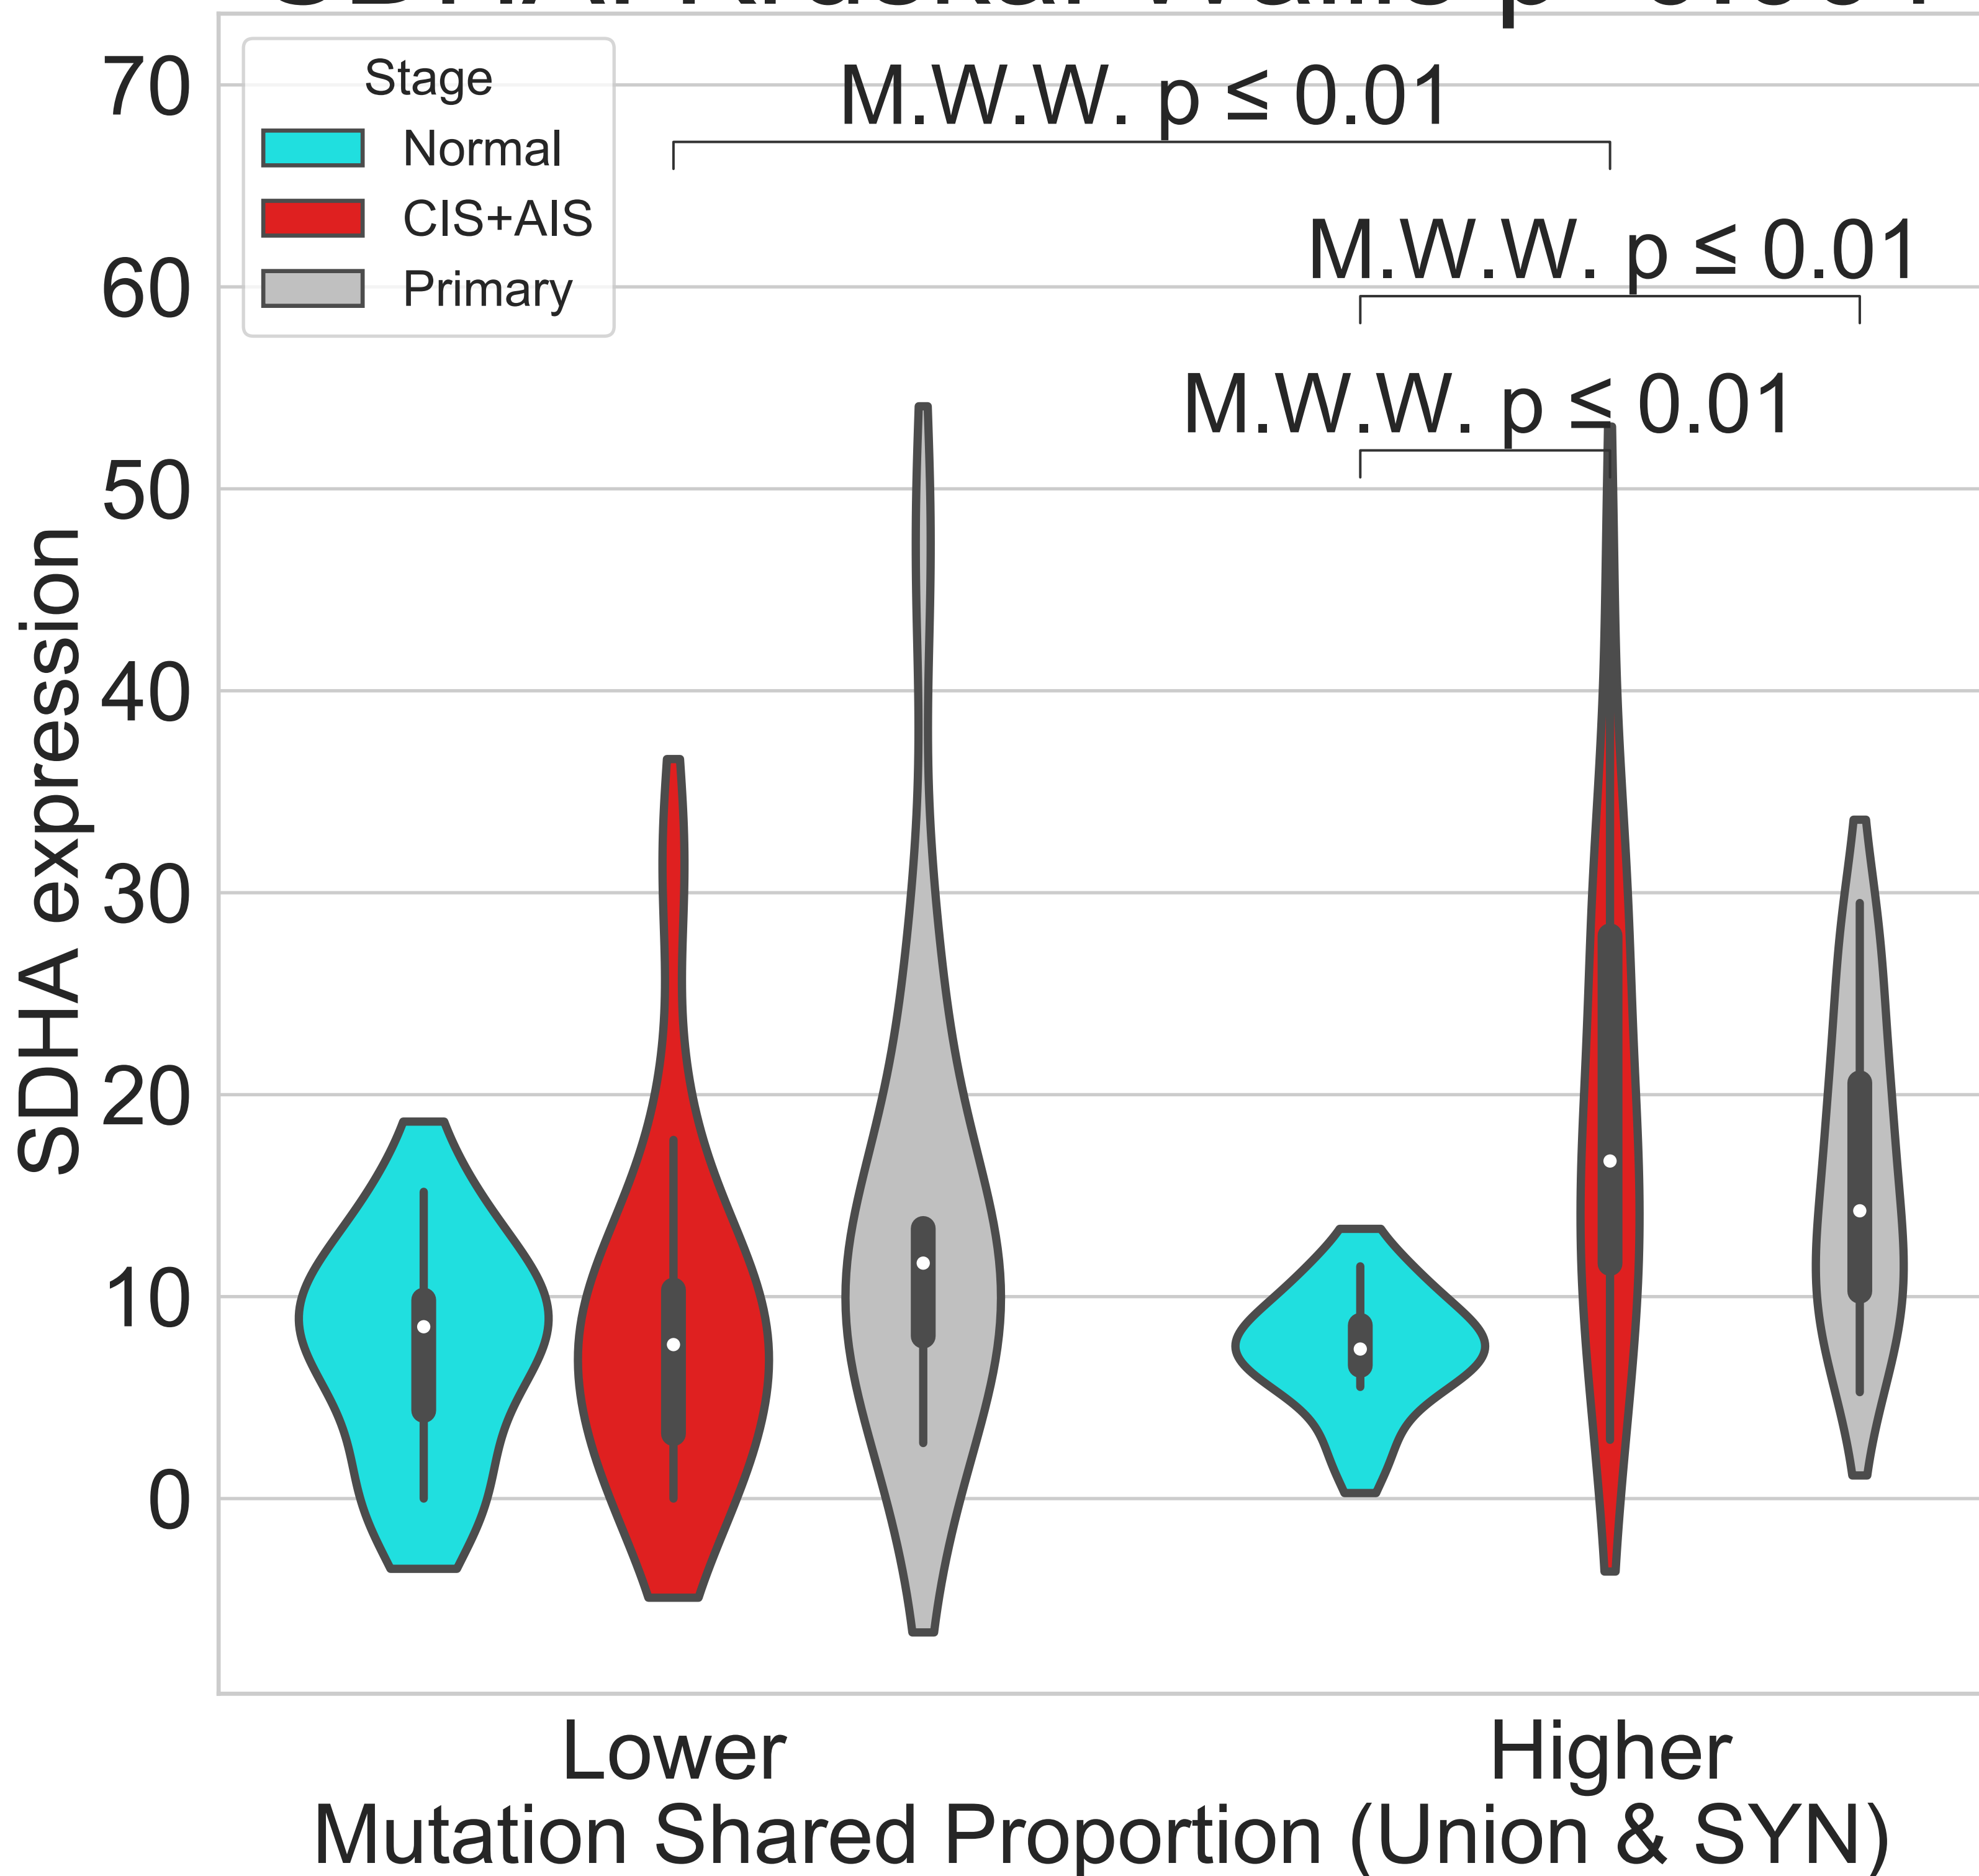 Stage
Normal
CIS+AIS
Primary
M.W.W. p ≤ 0.01
M.W.W. p ≤ 0.01
M.W.W. p ≤ 0.01
70
60
50
40
30
20
10
0
SDHA expression
Lower
Higher
Mutation Shared Proportion (Union & SYN)